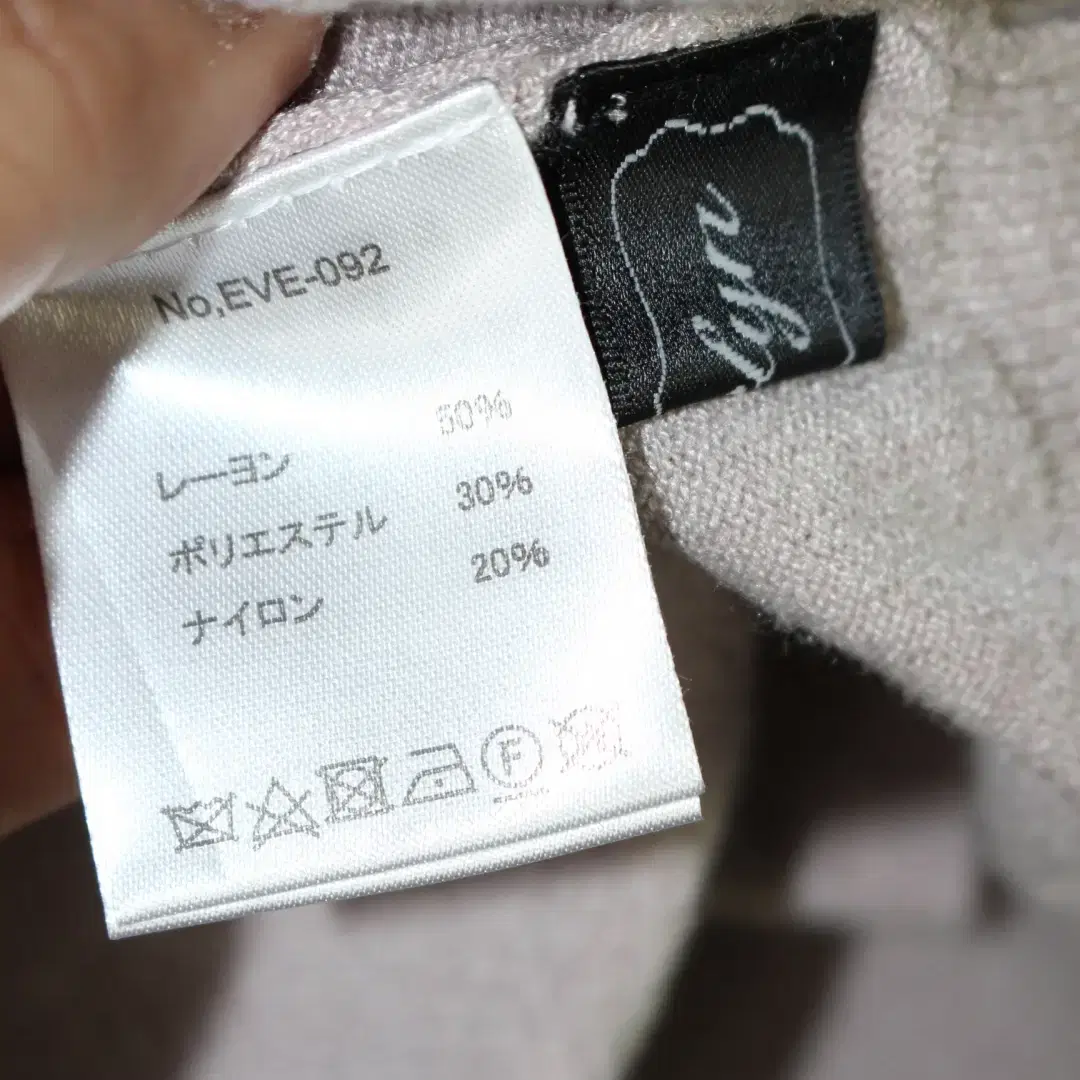 No,EVE-092
レーヨン 50%
ポリエステル 30%
ナイロン 20%
F